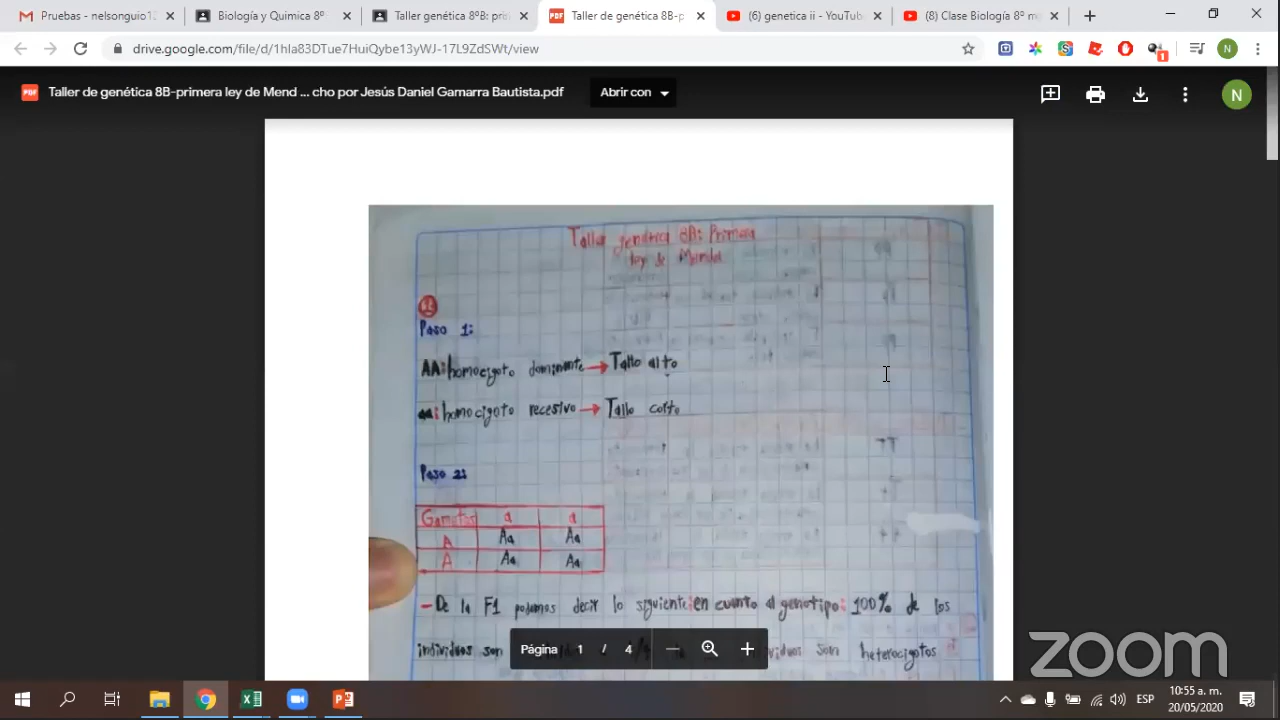 Pruebas - nelsonguio12
Biología y Química 8º
Taller genética 8ºB: pri
Taller de genética 8B-p
(6) genetica ii - YouTub
(8) Clase Biología 8º m
drive.google.com/file/d/1hla83DTue7HuiQybe13yWJ-17L9ZdSWt/view
N
PDF Taller de genética 8B-primera ley de Mend ... cho por Jesús Daniel Gamarra Bautista.pdf
Abrir con
N
Taller genética 8A: Primera
ley de Mendel
Paso 1:
AA: homocigoto dominante → Tallo alto
aa: homocigoto recesivo → Tallo corto
Paso 2:
Gametos a a
A Aa Aa
A Aa Aa
- De la F1 podemos decir lo siguiente: en cuanto al genotipo: 100% de los
individuos son
individuos son heterocigotos
Página 1 / 4
zoom
ESP
10:55 a. m.
20/05/2020